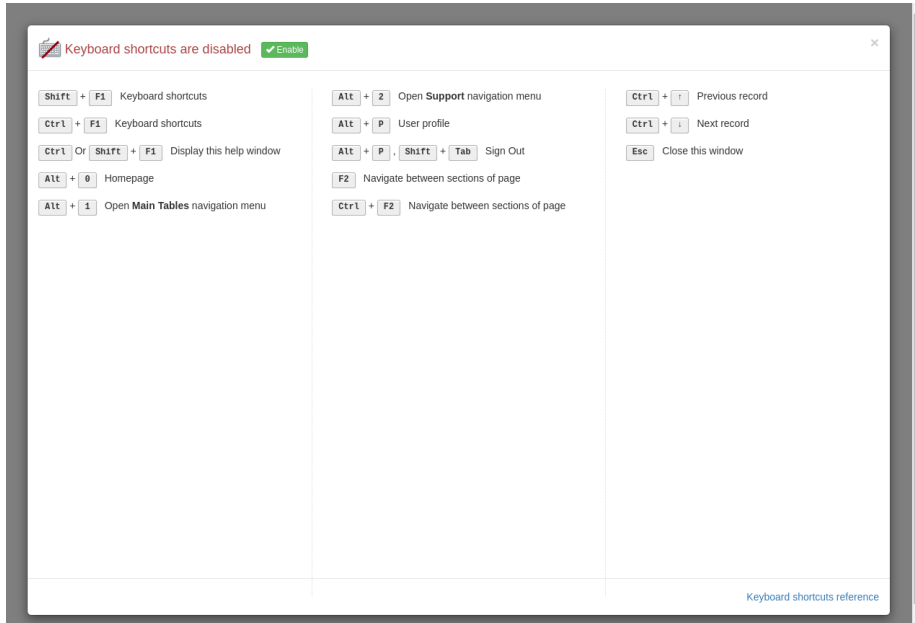 Keyboard shortcuts are disabled Enable ×
Shift + F1 Keyboard shortcuts
Ctrl + F1 Keyboard shortcuts
Ctrl Or Shift + F1 Display this help window
Alt + 0 Homepage
Alt + 1 Open Main Tables navigation menu
Alt + 2 Open Support navigation menu
Alt + P User profile
Alt + P , Shift + Tab Sign Out
F2 Navigate between sections of page
Ctrl + F2 Navigate between sections of page
Ctrl + ↑ Previous record
Ctrl + ↓ Next record
Esc Close this window
Keyboard shortcuts reference